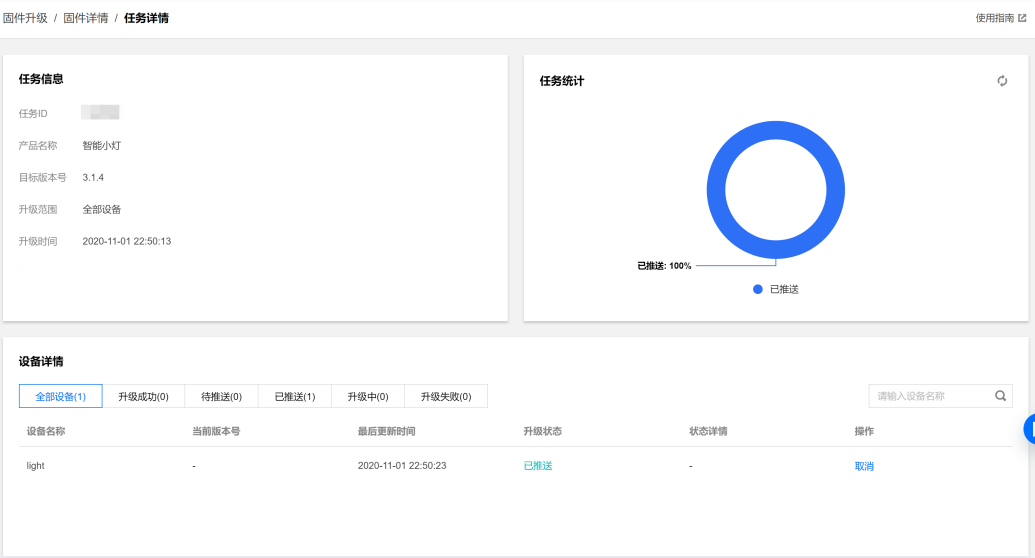 固件升级 / 固件详情 / 任务详情
使用指南
任务信息
任务ID
产品名称 智能小灯
目标版本号 3.1.4
升级范围 全部设备
升级时间 2020-11-01 22:50:13
任务统计
已推送: 100%
已推送
设备详情
全部设备(1) 升级成功(0) 待推送(0) 已推送(1) 升级中(0) 升级失败(0)
请输入设备名称
设备名称 当前版本号 最后更新时间 升级状态 状态详情 操作
light - 2020-11-01 22:50:23 已推送 - 取消